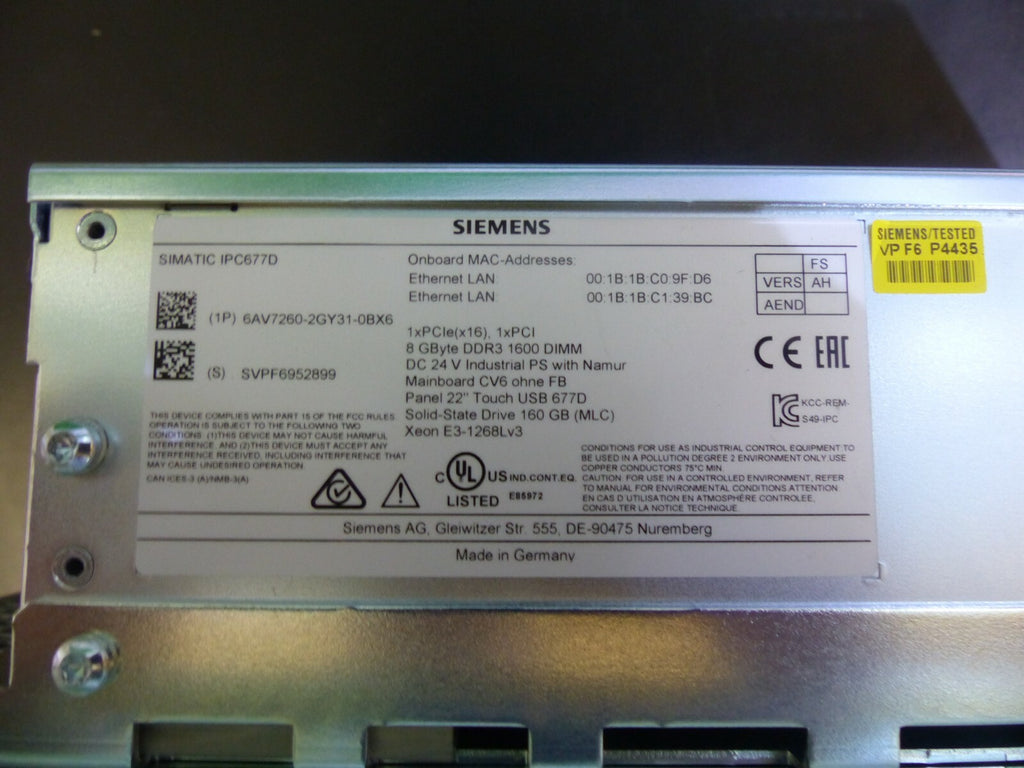 SIEMENS
SIMATIC IPC677D
(1P) 6AV7260-2GY31-0BX6
(S) SVPF6952899
THIS DEVICE COMPLIES WITH PART 15 OF THE FCC RULES
OPERATION IS SUBJECT TO THE FOLLOWING TWO
CONDITIONS: (1)THIS DEVICE MAY NOT CAUSE HARMFUL
INTERFERENCE, AND (2)THIS DEVICE MUST ACCEPT ANY
INTERFERENCE RECEIVED, INCLUDING INTERFERENCE THAT
MAY CAUSE UNDESIRED OPERATION.
CAN ICES-3 (A)/NMB-3(A)
Onboard MAC-Addresses:
Ethernet LAN: 00:1B:1B:C0:9F:D6
Ethernet LAN: 00:1B:1B:C1:39:BC
1xPCIe(x16), 1xPCI
8 GByte DDR3 1600 DIMM
DC 24 V Industrial PS with Namur
Mainboard CV6 ohne FB
Panel 22" Touch USB 677D
Solid-State Drive 160 GB (MLC)
Xeon E3-1268Lv3
FS
VERS AH
AEND
CE EAC
KCC-REM-
S49-IPC
C UL US IND.CONT.EQ.
LISTED E85972
CONDITIONS FOR USE AS INDUSTRIAL CONTROL EQUIPMENT:TO
BE USED IN A POLLUTION DEGREE 2 ENVIRONMENT ONLY USE
COPPER CONDUCTORS 75°C MIN
CAUTION: FOR USE IN A CONTROLLED ENVIRONMENT. REFER
TO MANUAL FOR ENVIRONMENTAL CONDITIONS ATTENTION
EN CAS D'UTILISATION EN ATMOSPHÉRE CONTROLEE,
CONSULTER LA NOTICE TECHNIQUE.
Siemens AG, Gleiwitzer Str. 555, DE-90475 Nuremberg
Made in Germany
SIEMENS/TESTED
VP F6 P4435